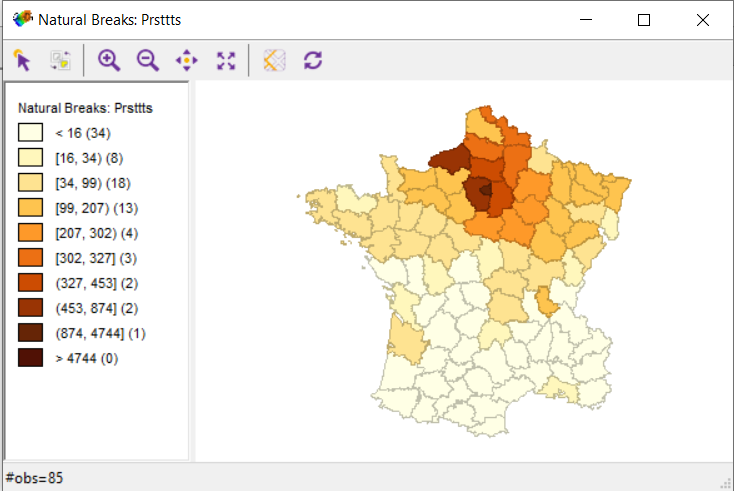 Natural Breaks: Prsttts
Natural Breaks: Prsttts
< 16 (34)
[16, 34) (8)
[34, 99) (18)
[99, 207) (13)
[207, 302) (4)
[302, 327] (3)
(327, 453] (2)
(453, 874] (2)
(874, 4744] (1)
> 4744 (0)
#obs=85